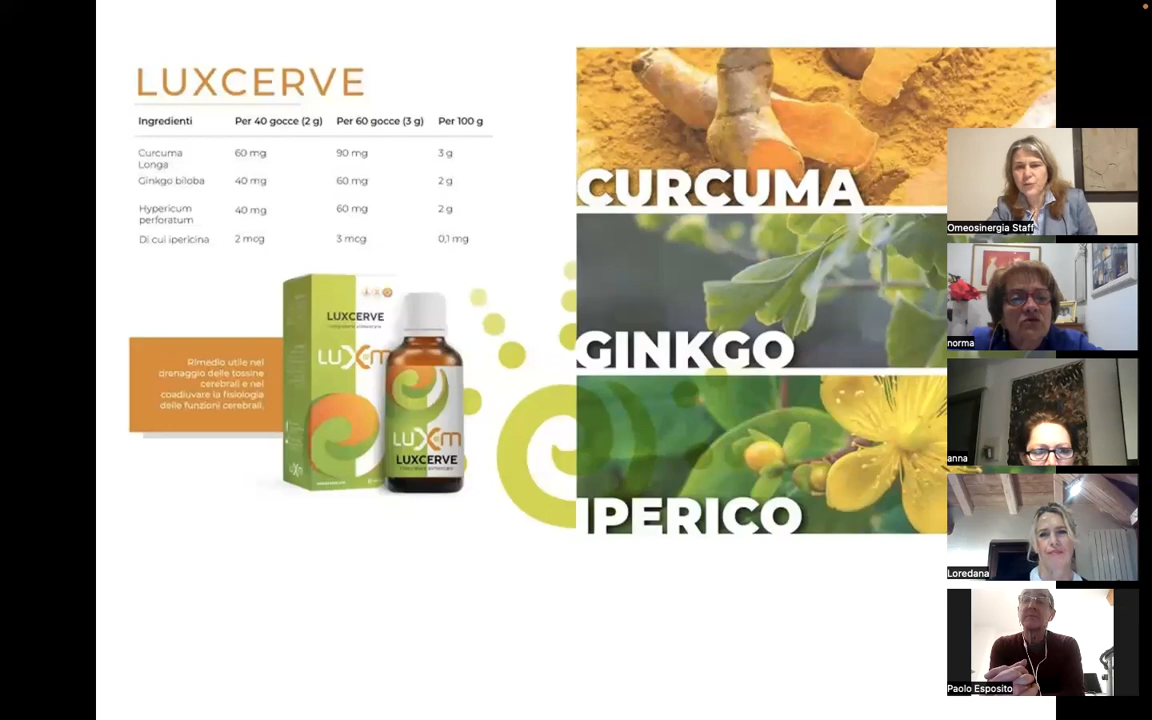 LUXCERVE
Ingredienti Per 40 gocce (2 g) Per 60 gocce (3 g) Per 100 g
Curcuma Longa 60 mg 90 mg 3 g
Ginkgo biloba 40 mg 60 mg 2 g
Hypericum perforatum 40 mg 60 mg 2 g
Di cui ipericina 2 mcg 3 mcg 0,1 mg
Rimedio utile nel
drenaggio delle tossine
cerebrali e nel
coadiuvare la fisiologia
delle funzioni cerebrali.
LUXCERVE
luxm
luxm
luxm
LUXCERVE
CURCUMA
GINKGO
IPERICO
Omeosinergia Staff
norma
anna
Loredana
Paolo Esposito